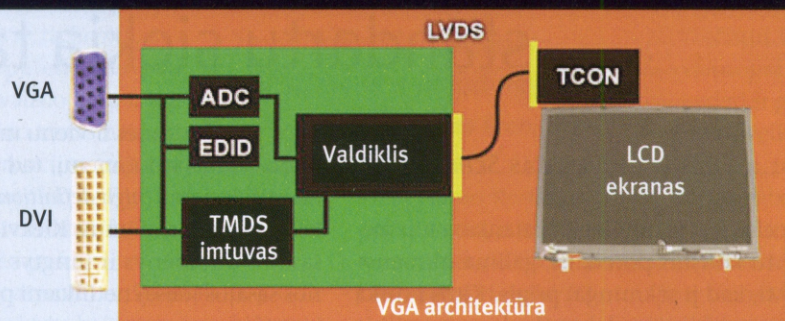 LVDS
VGA
ADC
TCON
EDID
Valdiklis
LCD
ekranas
DVI
TMDS
imtuvas
VGA architektūra